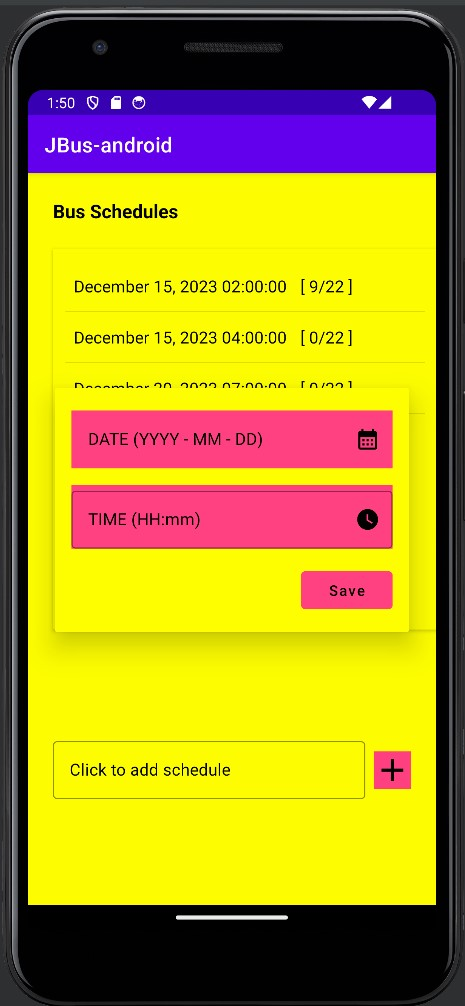 1:50
JBus-android
Bus Schedules
December 15, 2023 02:00:00 [ 9/22 ]
December 15, 2023 04:00:00 [ 0/22 ]
December 20, 2023 07:00:00 [ 0/22 ]
DATE (YYYY - MM - DD)
TIME (HH:mm)
Save
Click to add schedule